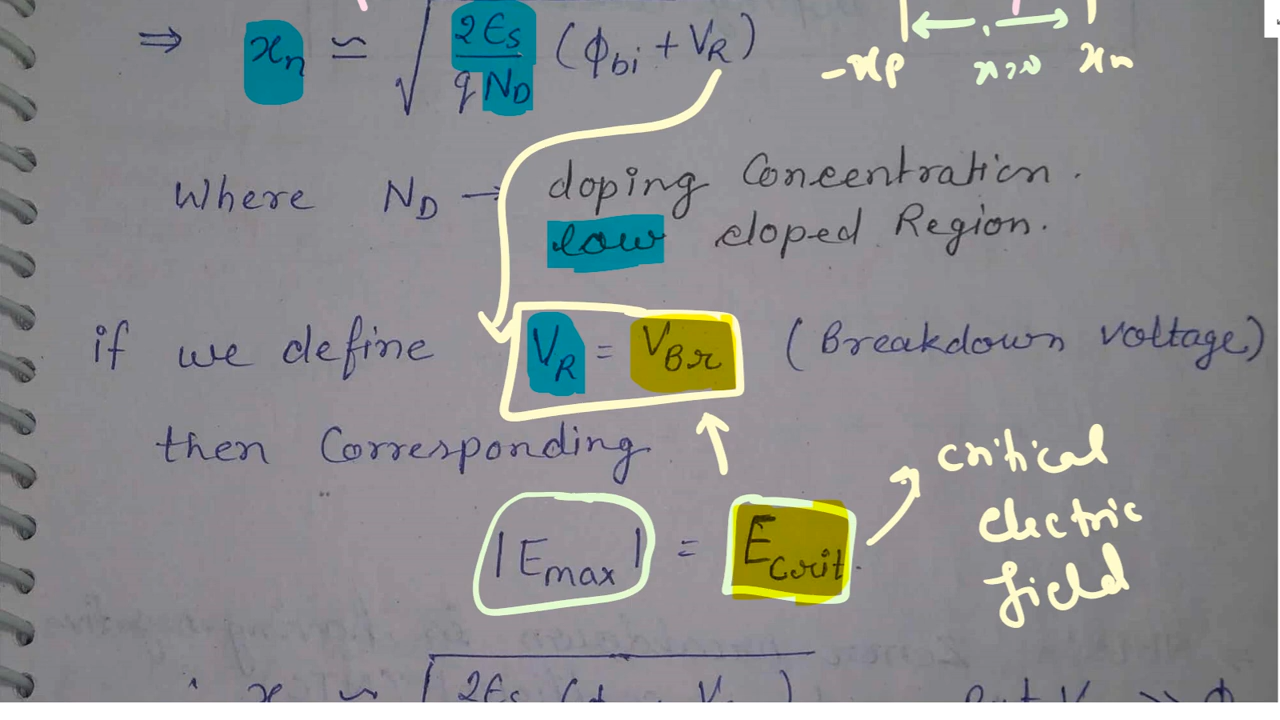 ⇒ xn ≃ √ 2Es / qND (ϕbi + VR)
-xp x=0 xn
Where ND → doping Concentration.
low doped Region.
if we define VR = VBr (Breakdown voltage)
then Corresponding
|Emax| = Ecrit.
critical
electric
field